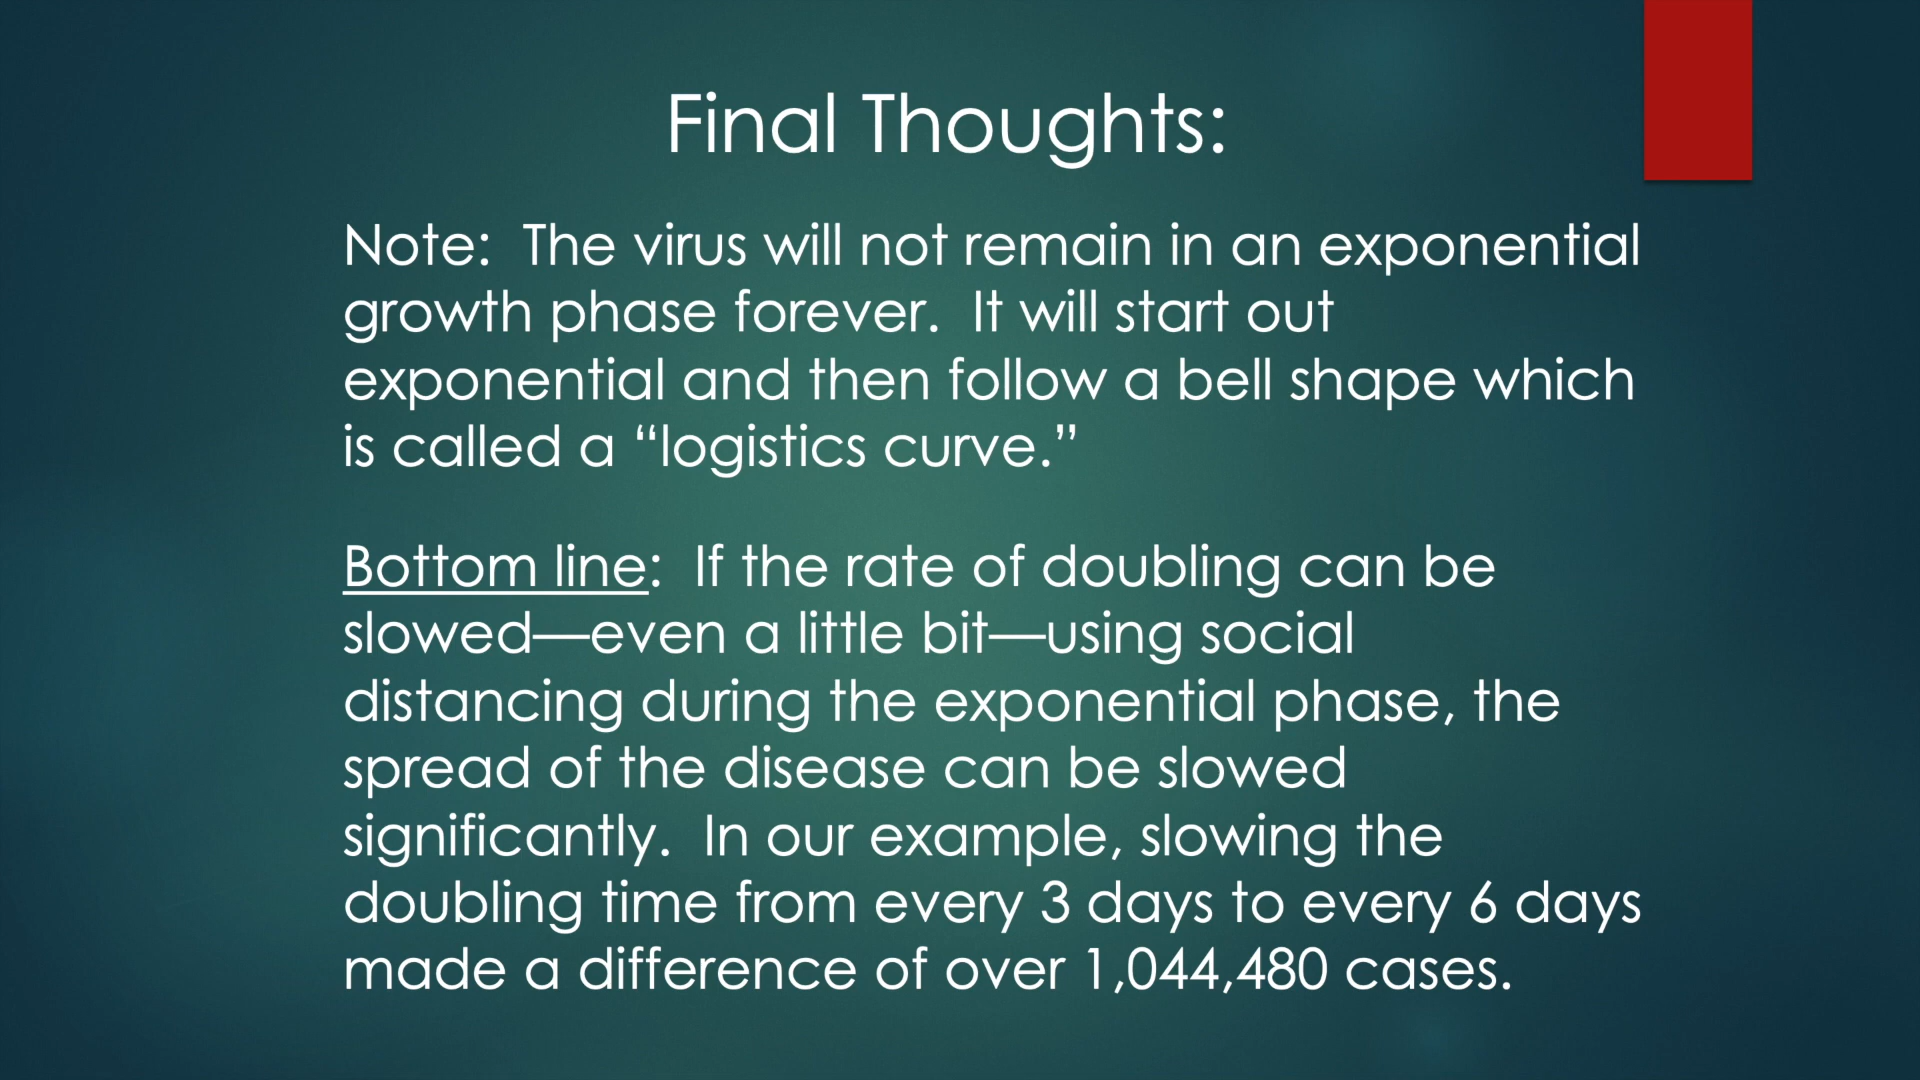 Final Thoughts:
Note:  The virus will not remain in an exponential
growth phase forever.  It will start out
exponential and then follow a bell shape which
is called a “logistics curve.”
Bottom line:  If the rate of doubling can be
slowed—even a little bit—using social
distancing during the exponential phase, the
spread of the disease can be slowed
significantly.  In our example, slowing the
doubling time from every 3 days to every 6 days
made a difference of over 1,044,480 cases.